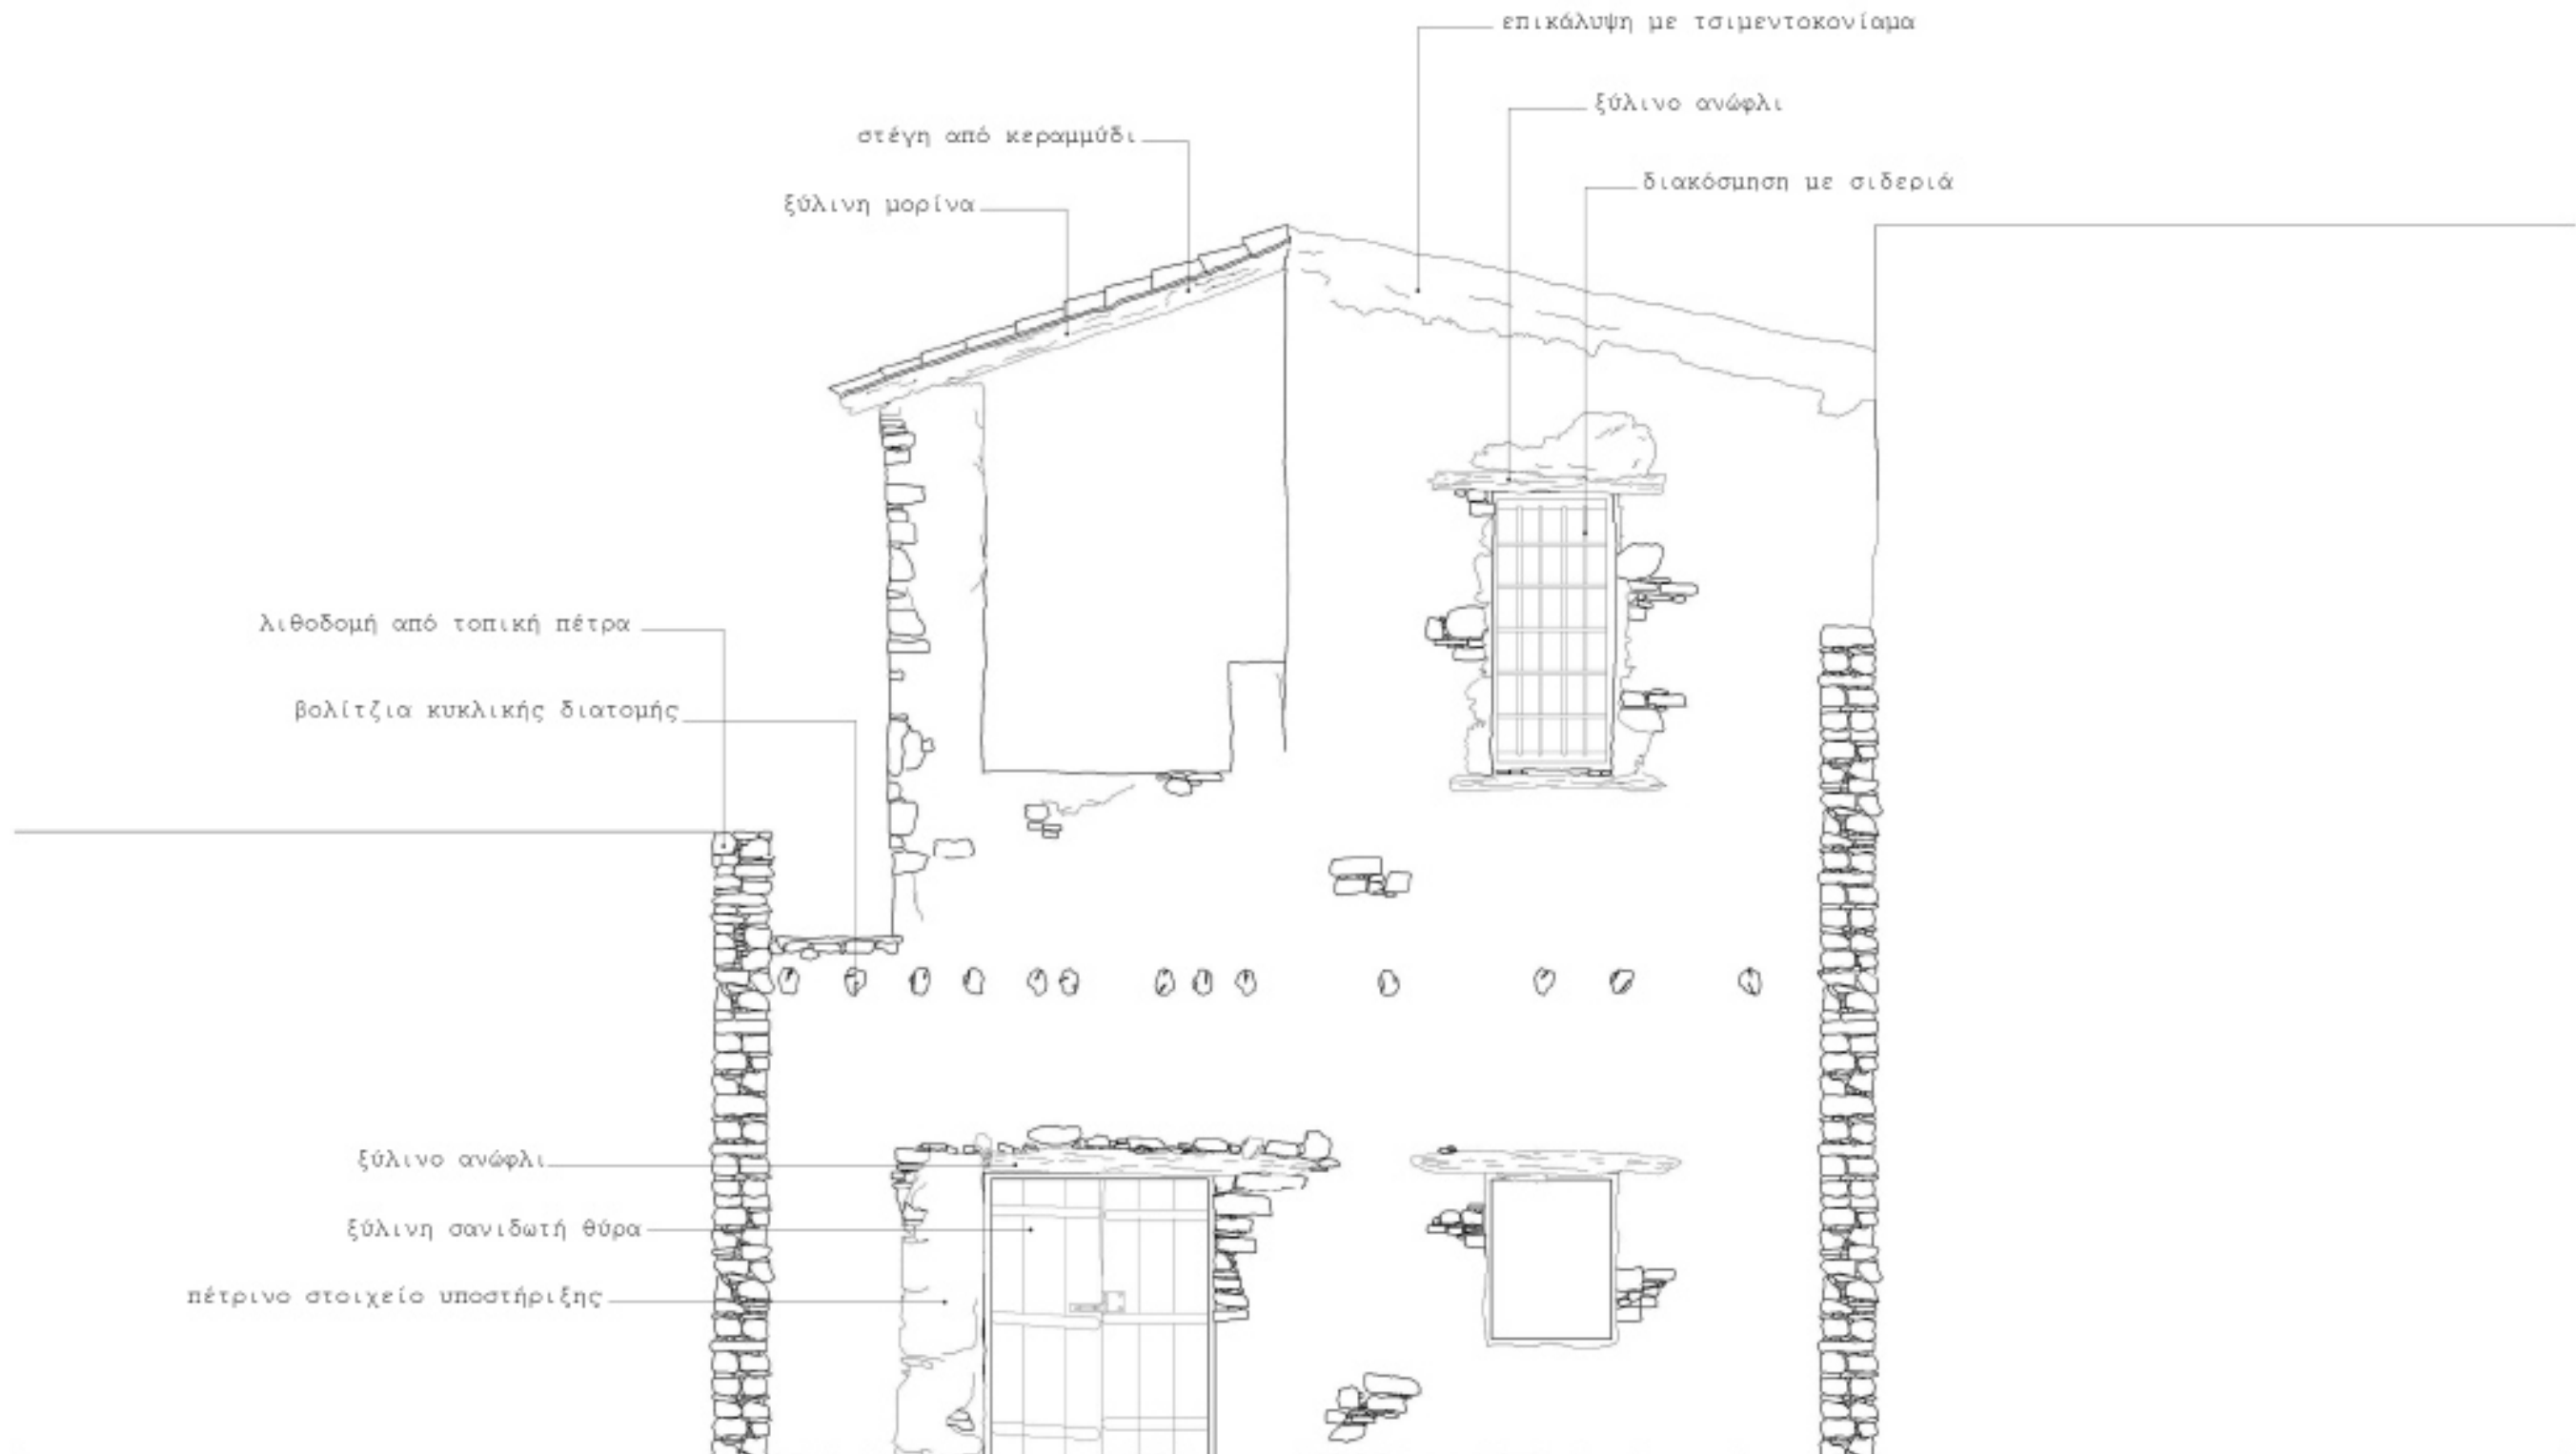 επικάλυψη με τσιμεντοκονίαμα
ξύλινο ανώφλι
στέγη από κεραμμύδι
διακόσμηση με σιδεριά
ξύλινη μορίνα
λιθοδομή από τοπική πέτρα
βολίτζια κυκλικής διατομής
ξύλινο ανώφλι
ξύλινη σανιδωτή θύρα
πέτρινο στοιχείο υποστήριξης